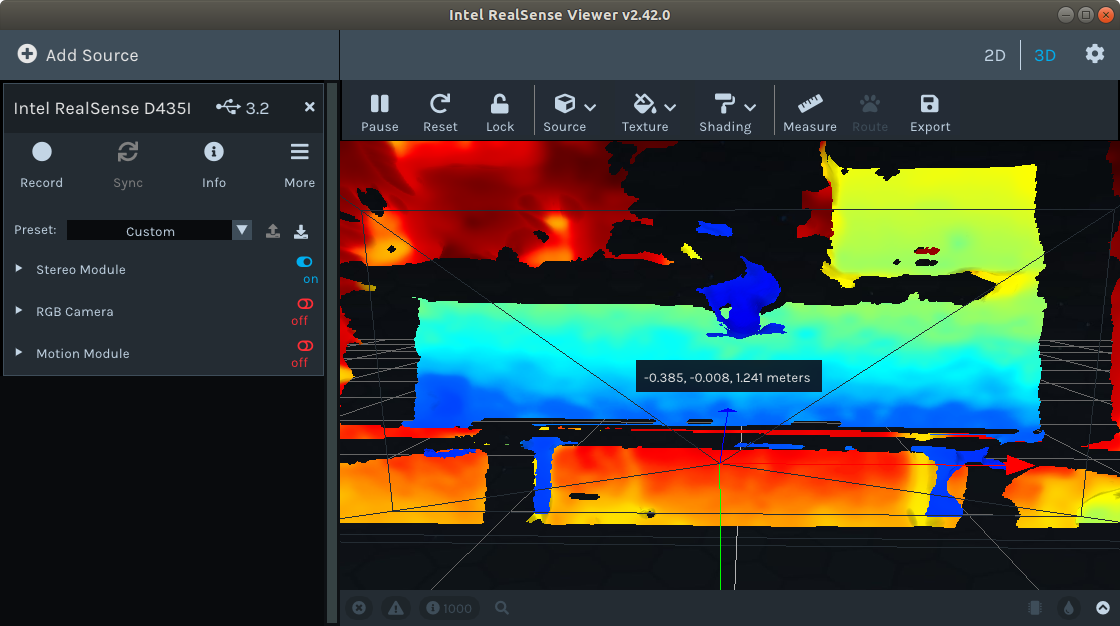 Intel RealSense Viewer v2.42.0
Add Source
2D
3D
Intel RealSense D435I
3.2
Pause
Reset
Lock
Source
Texture
Shading
Measure
Route
Export
Record
Sync
Info
More
Preset:
Custom
Stereo Module
on
RGB Camera
off
Motion Module
off
-0.385, -0.008, 1.241 meters
1000